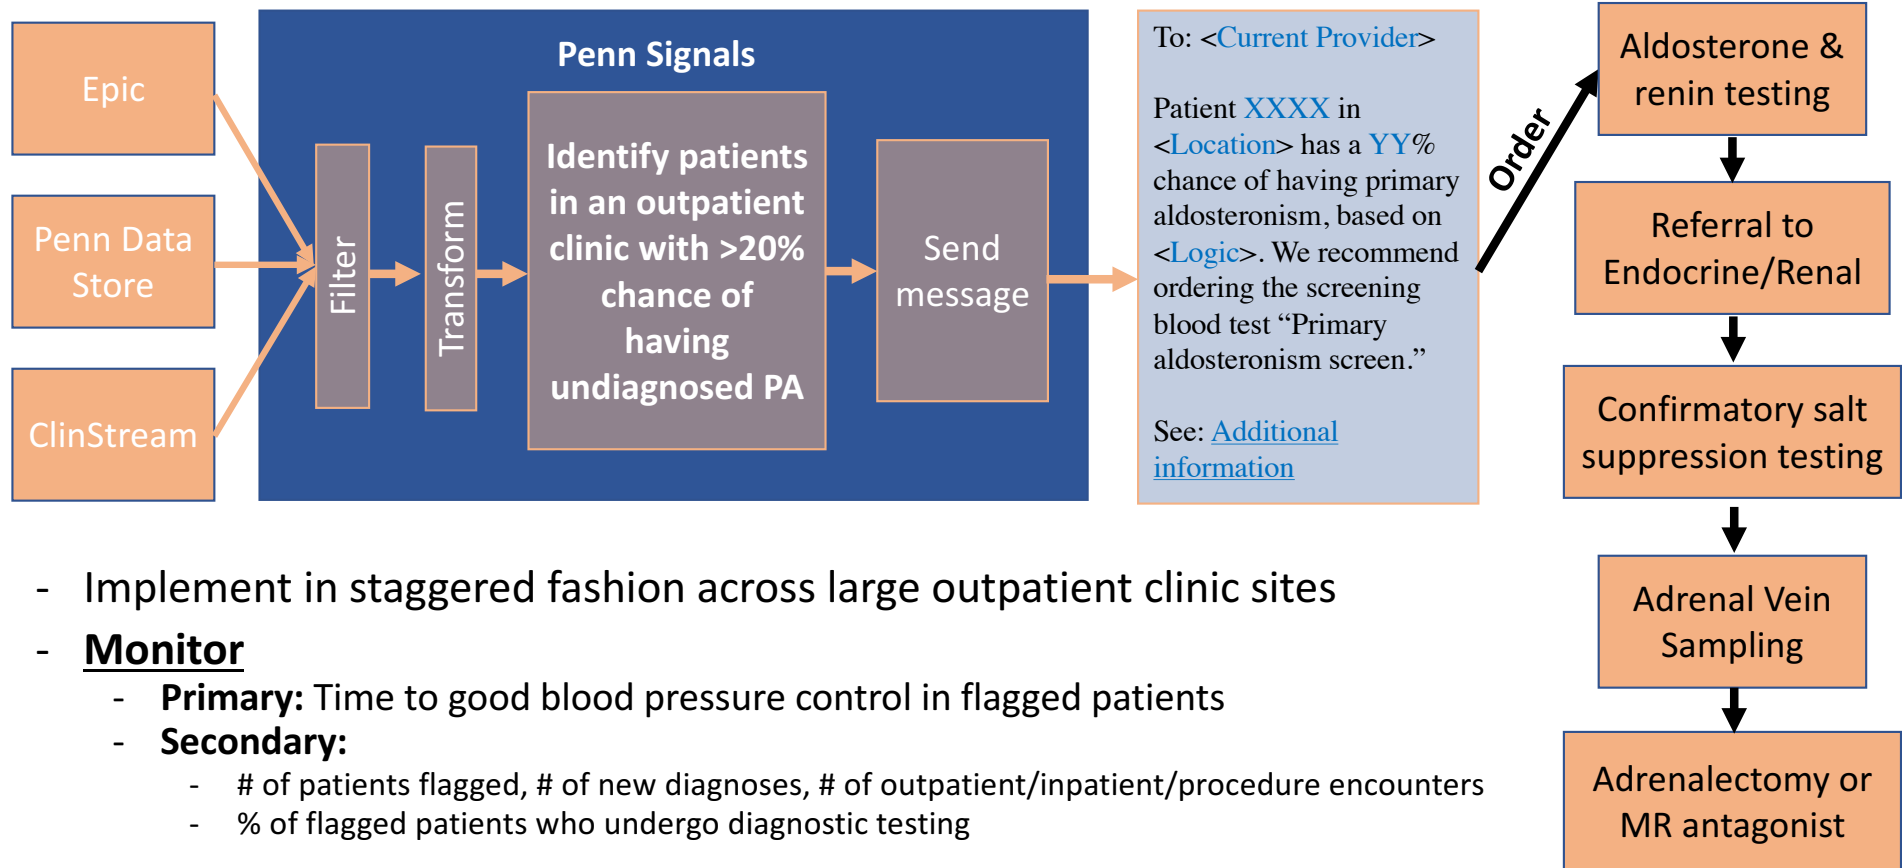 Epic
Penn Data
Store
ClinStream
Penn Signals
Filter
Transform
Identify patients
in an outpatient
clinic with >20%
chance of
having
undiagnosed PA
Send
message
To: <Current Provider>
Patient XXXX in
<Location> has a YY%
chance of having primary
aldosteronism, based on
<Logic>. We recommend
ordering the screening
blood test “Primary
aldosteronism screen.”
See: Additional
information
Order
Aldosterone &
renin testing
Referral to
Endocrine/Renal
Confirmatory salt
suppression testing
Adrenal Vein
Sampling
Adrenalectomy or
MR antagonist
- Implement in staggered fashion across large outpatient clinic sites
- Monitor
- Primary: Time to good blood pressure control in flagged patients
- Secondary:
- # of patients flagged, # of new diagnoses, # of outpatient/inpatient/procedure encounters
- % of flagged patients who undergo diagnostic testing